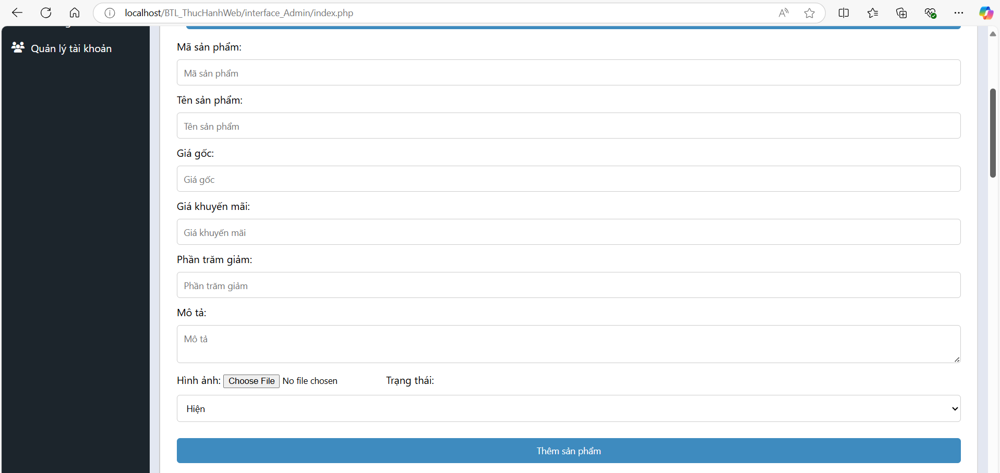 localhost/BTL_ThucHanhWeb/interface_Admin/index.php
Quản lý tài khoản
Mã sản phẩm:
Mã sản phẩm
Tên sản phẩm:
Tên sản phẩm
Giá gốc:
Giá gốc
Giá khuyến mãi:
Giá khuyến mãi
Phần trăm giảm:
Phần trăm giảm
Mô tả:
Mô tả
Hình ảnh: Choose File No file chosen Trạng thái:
Hiện
Thêm sản phẩm